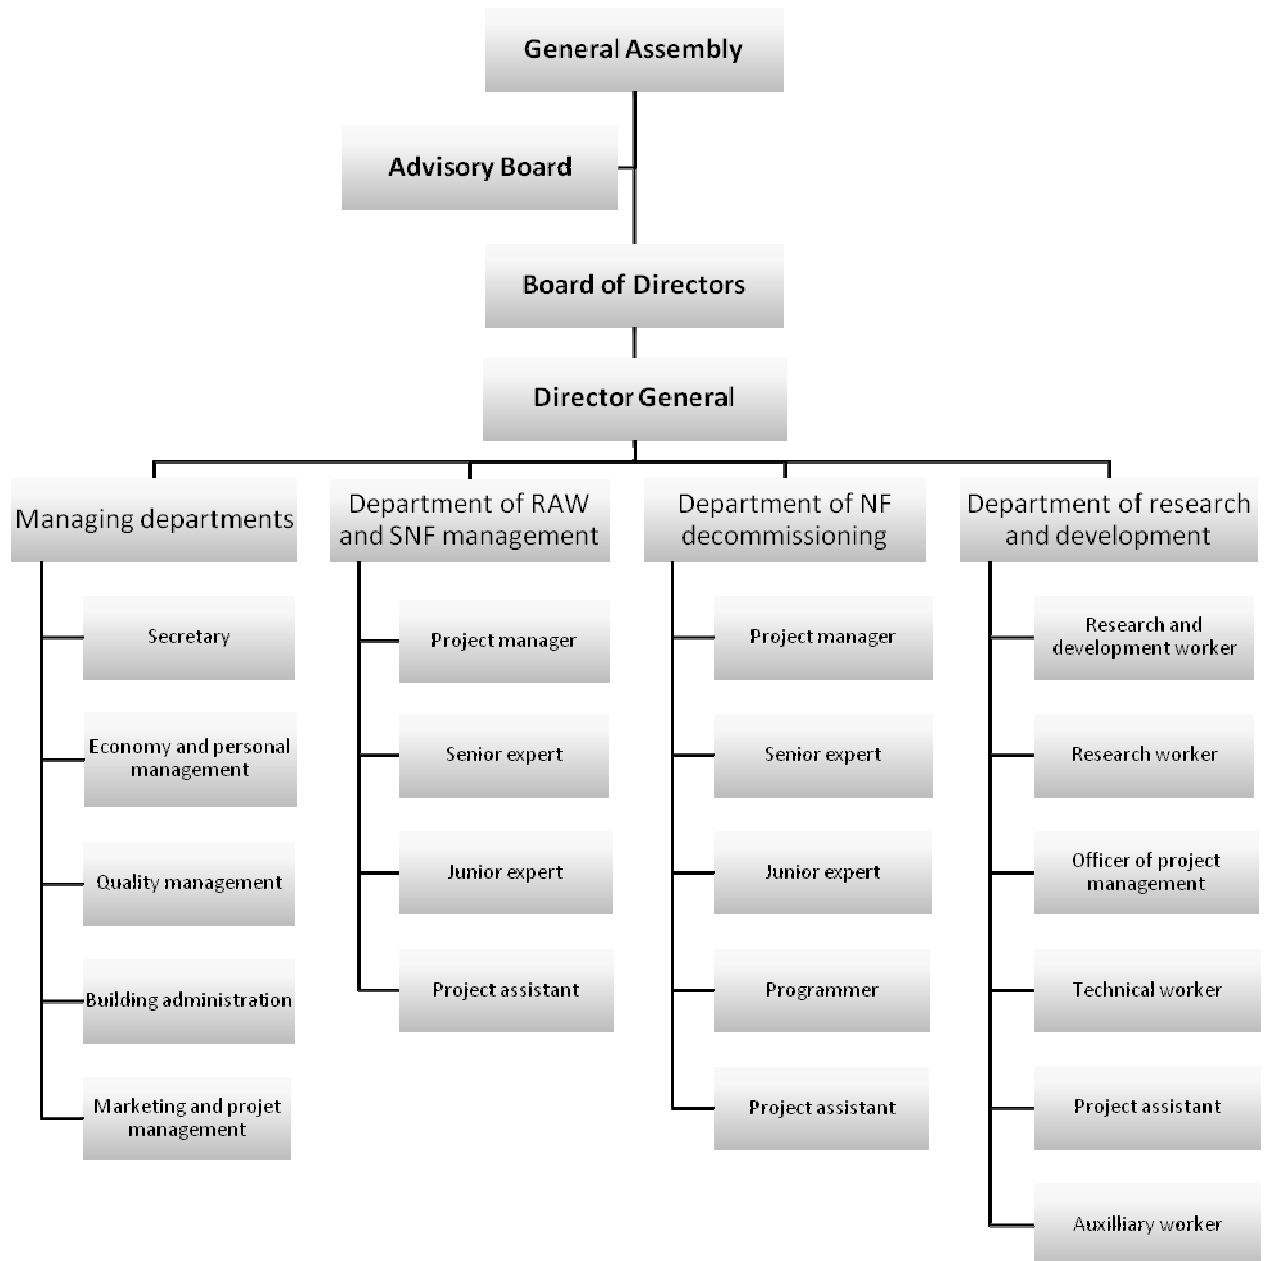 General Assembly
Advisory Board
Board of Directors
Director General
Managing departments
Secretary
Economy and personal
management
Quality management
Building administration
Marketing and projet
management
Department of RAW
and SNF management
Project manager
Senior expert
Junior expert
Project assistant
Department of NF
decommissioning
Project manager
Senior expert
Junior expert
Programmer
Project assistant
Department of research
and development
Research and
development worker
Research worker
Officer of project
management
Technical worker
Project assistant
Auxilliary worker